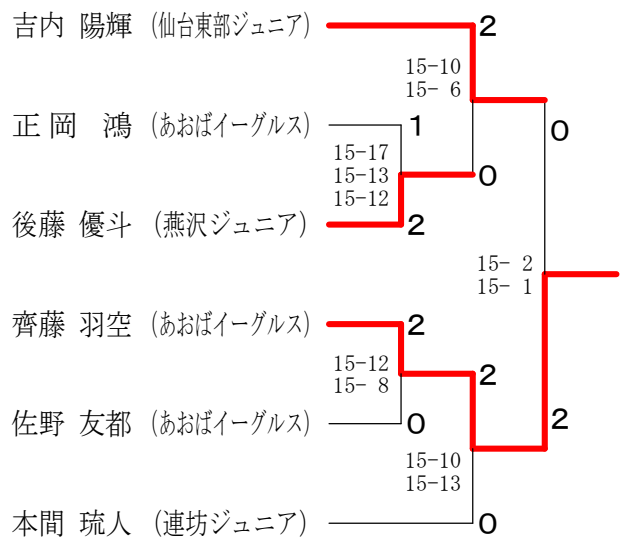 吉内 陽輝 (仙台東部ジュニア) 2
15-10
15- 6
正岡 鴻 (あおばイーグルス) 1 0
15-17
15-13
15-12
0
後藤 優斗 (燕沢ジュニア) 2
15- 2
15- 1
齊藤 羽空 (あおばイーグルス) 2
15-12
15- 8
2
佐野 友都 (あおばイーグルス) 0 2
15-10
15-13
本間 琉人 (連坊ジュニア) 0